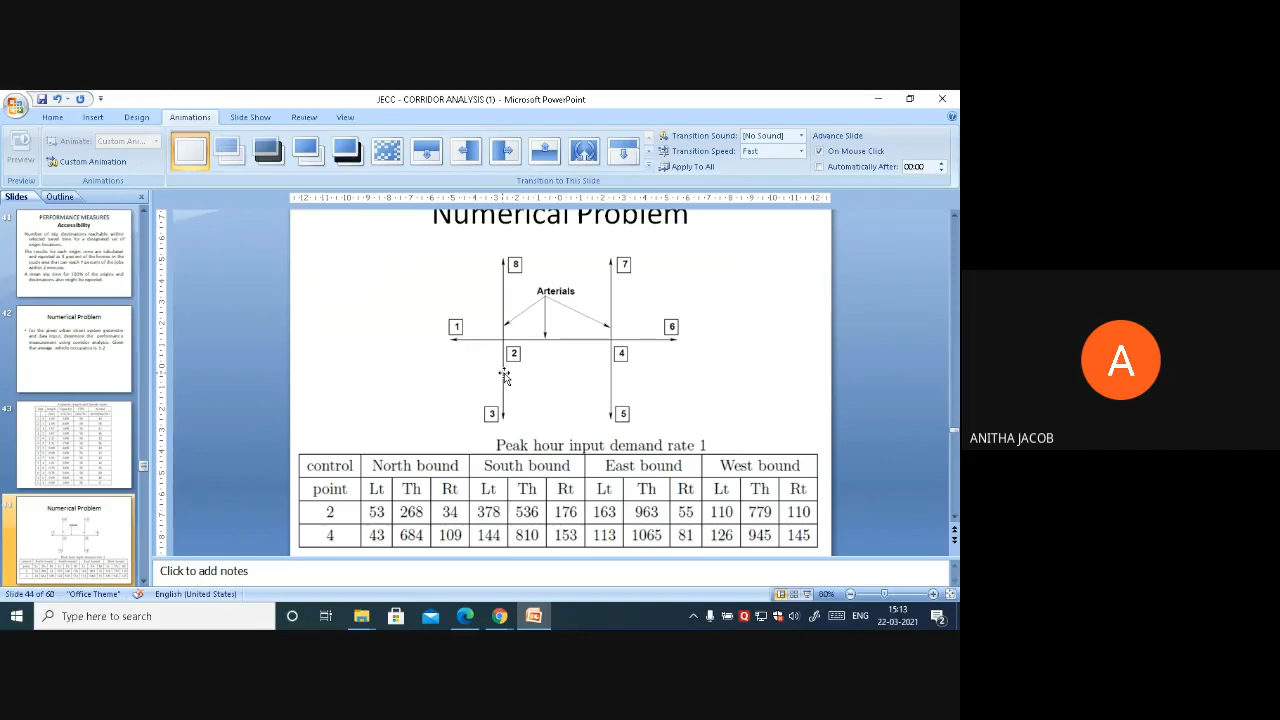 JECC - CORRIDOR ANALYSIS (1) - Microsoft PowerPoint
Home Insert Design Animations Slide Show Review View
Preview
Animate: Custom Ani...
Custom Animation
Transition Sound: [No Sound]
Transition Speed: Fast
Apply To All
Advance Slide
On Mouse Click
Automatically After: 00:00
Preview Animations Transition to This Slide
Slides Outline
41
PERFORMANCE MEASURES
Accessibility
42
Numerical Problem
43
44
Numerical Problem
Numerical Problem
8 7
Arterials
1 6
2 4
3 5
Peak hour input demand rate 1
control North bound South bound East bound West bound
point Lt Th Rt Lt Th Rt Lt Th Rt Lt Th Rt
2 53 268 34 378 536 176 163 963 55 110 779 110
4 43 684 109 144 810 153 113 1065 81 126 945 145
Click to add notes
Slide 44 of 60 "Office Theme" English (United States) 80%
Type here to search
ENG
15:13
22-03-2021
A
ANITHA JACOB